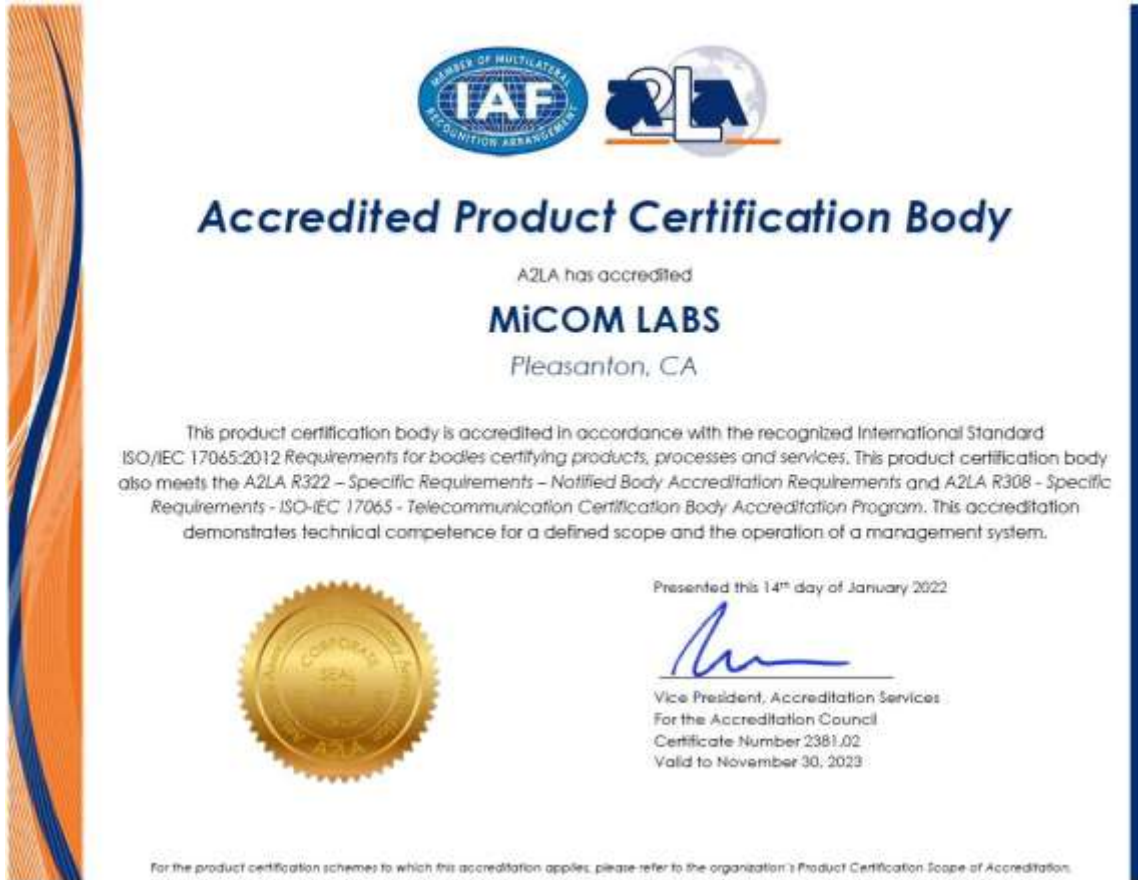 MEMBER OF MULTILATERAL
IAF
RECOGNITION ARRANGEMENT
a2la
Accredited Product Certification Body
A2LA has accredited
MiCOM LABS
Pleasanton, CA
This product certification body is accredited in accordance with the recognized International Standard
ISO/IEC 17065:2012 Requirements for bodies certifying products, processes and services. This product certification body
also meets the A2LA R322 – Specific Requirements – Notified Body Accreditation Requirements and A2LA R308 - Specific
Requirements - ISO-IEC 17065 - Telecommunication Certification Body Accreditation Program. This accreditation
demonstrates technical competence for a defined scope and the operation of a management system.
CORPORATE
SEAL
A2LA
Presented this 14th day of January 2022
Vice President, Accreditation Services
For the Accreditation Council
Certificate Number 2381.02
Valid to November 30, 2023
For the product certification schemes to which this accreditation applies, please refer to the organization's Product Certification Scope of Accreditation.